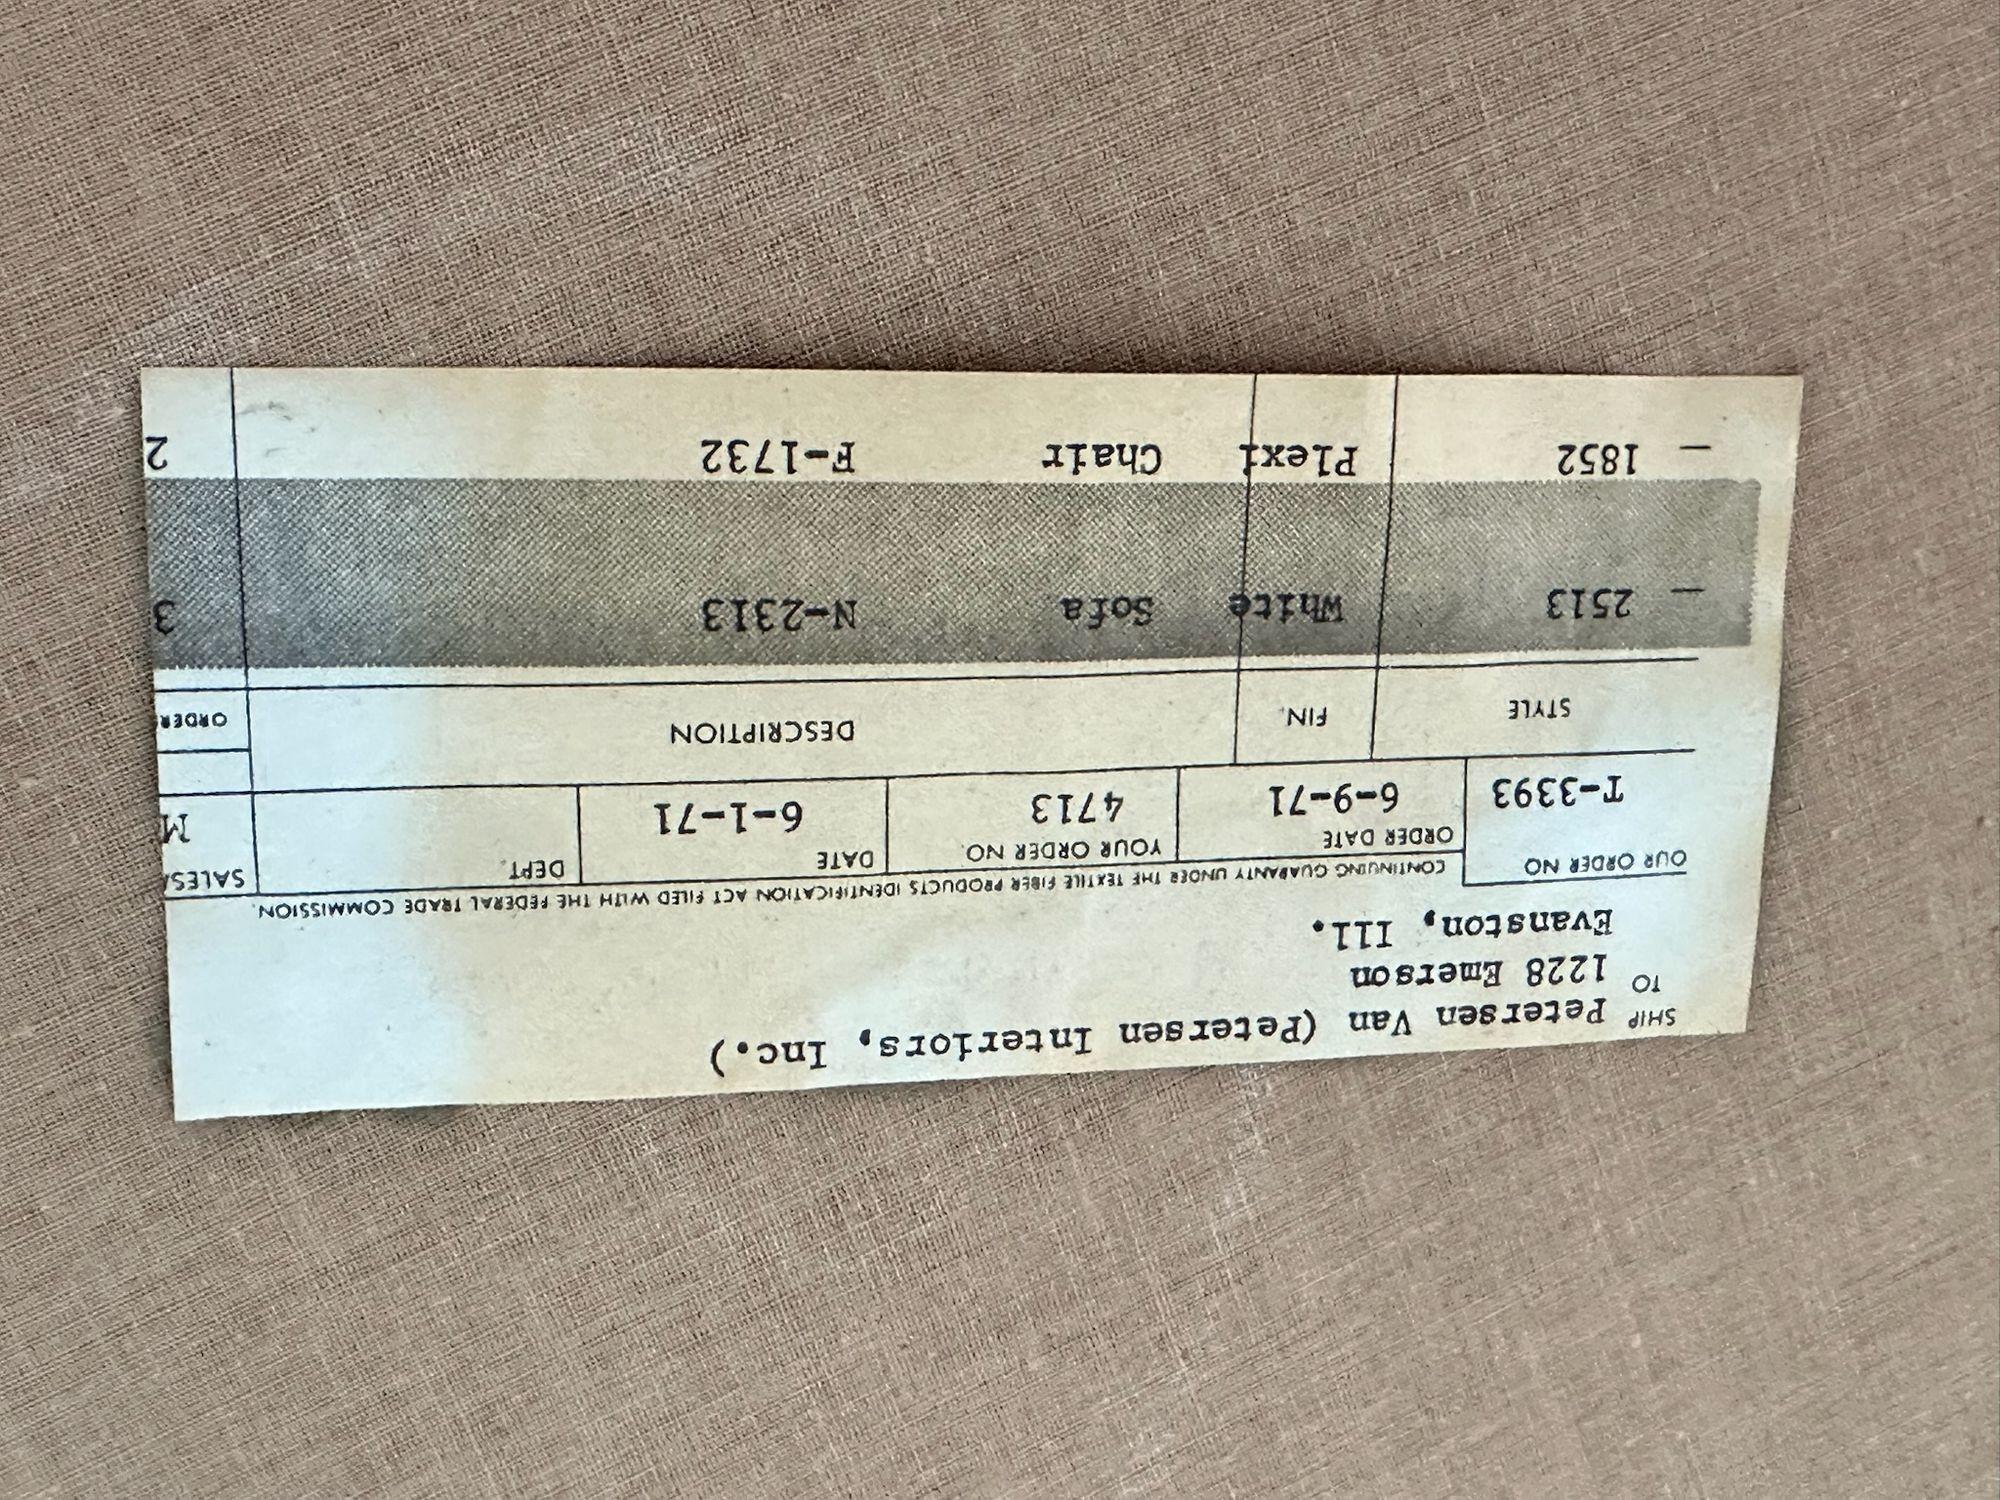 SHIP TO Petersen Van (Petersen Interiors, Inc.)
1228 Emerson
Evanston, Ill.
CONTINUING GUARANTY UNDER THE TEXTILE FIBER PRODUCTS IDENTIFICATION ACT FILED WITH THE FEDERAL TRADE COMMISSION.
OUR ORDER NO ORDER DATE YOUR ORDER NO. DATE DEPT. SALES
T-3393 6-9-71 4713 6-1-71 M
STYLE FIN. DESCRIPTION ORDER
— 2513 White Sofa N-2313 3
— 1852 Plexi Chair F-1732 2